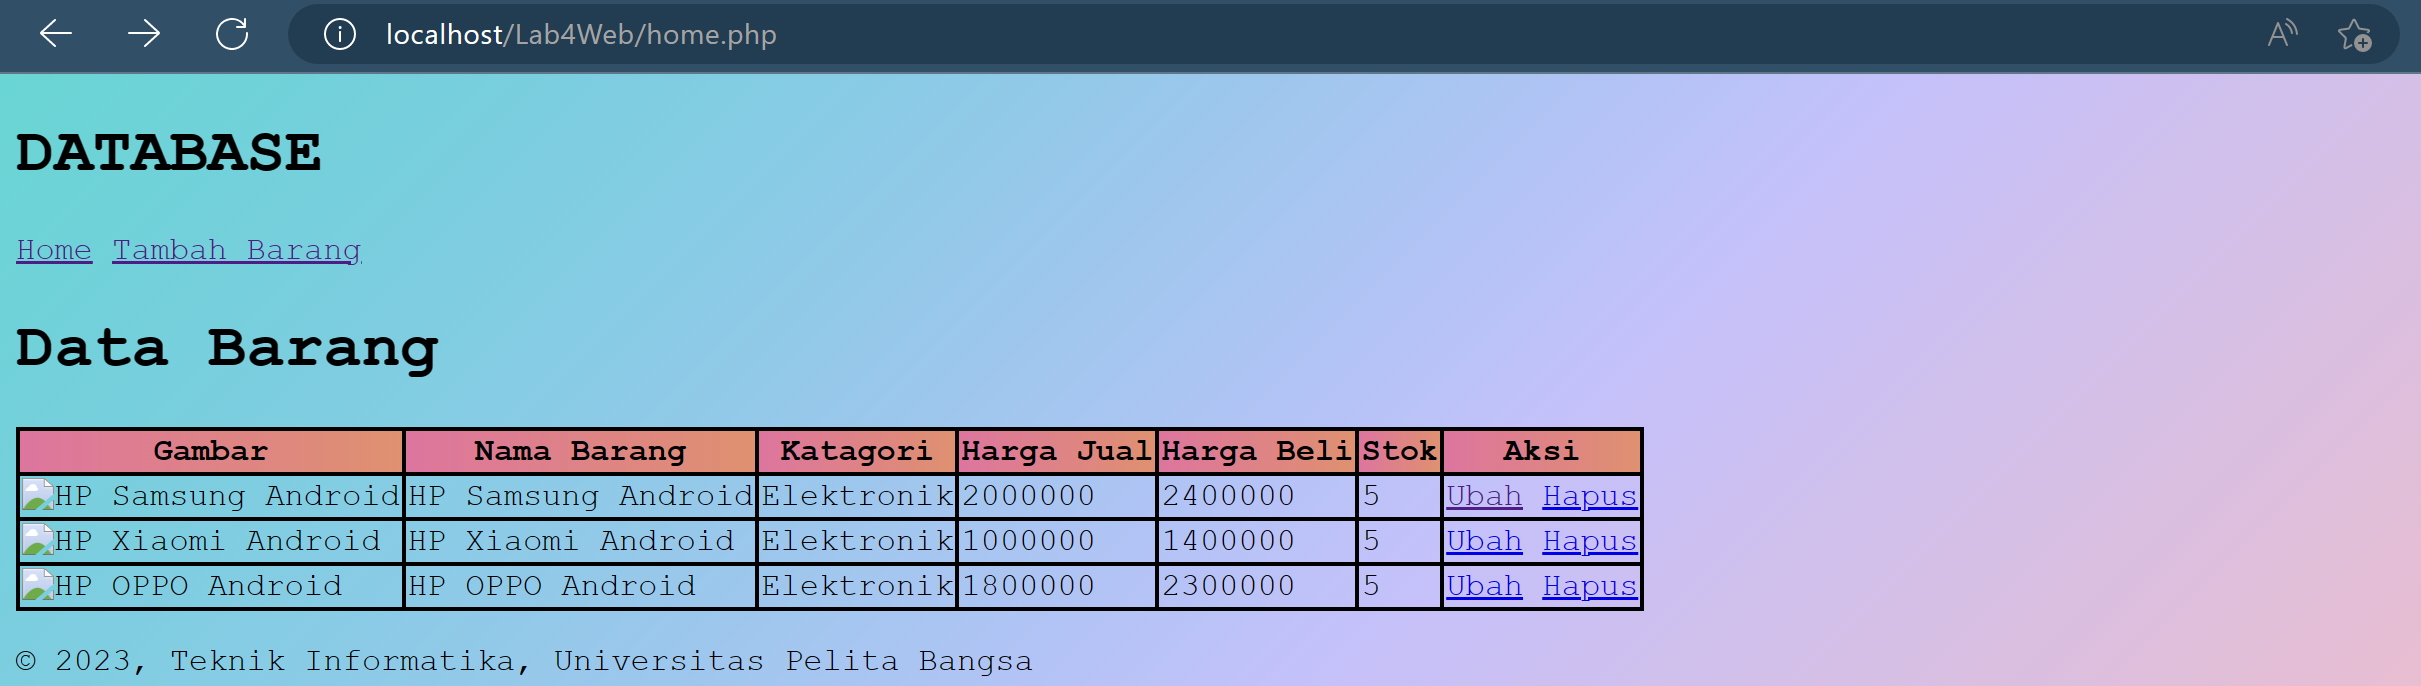 localhost/Lab4Web/home.php
DATABASE
Home Tambah Barang
Data Barang
Gambar Nama Barang Katagori Harga Jual Harga Beli Stok Aksi
HP Samsung Android HP Samsung Android Elektronik 2000000 2400000 5 Ubah Hapus
HP Xiaomi Android HP Xiaomi Android Elektronik 1000000 1400000 5 Ubah Hapus
HP OPPO Android HP OPPO Android Elektronik 1800000 2300000 5 Ubah Hapus
© 2023, Teknik Informatika, Universitas Pelita Bangsa